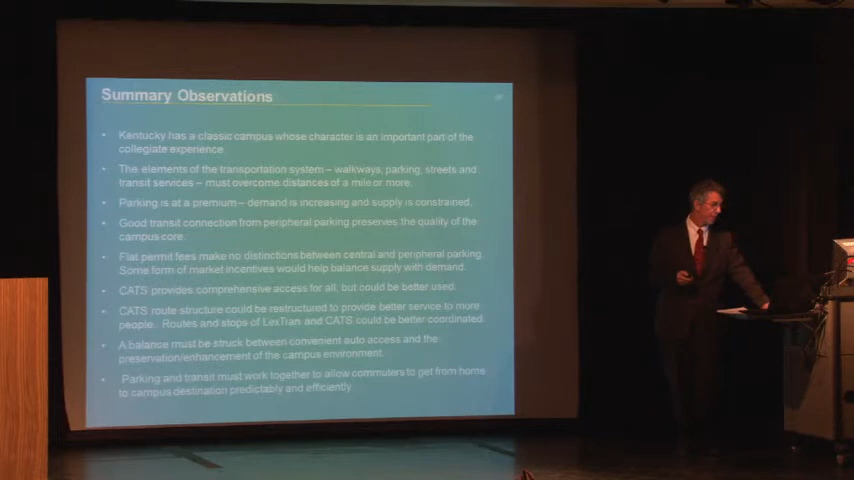 Summary Observations
• Kentucky has a classic campus whose character is an important part of the
collegiate experience.
• The elements of the transportation system – walkways, parking, streets and
transit services – must overcome distances of a mile or more.
• Parking is at a premium – demand is increasing and supply is constrained.
• Good transit connection from peripheral parking preserves the quality of the
campus core.
• Flat permit fees make no distinctions between central and peripheral parking.
Some form of market incentives would help balance supply with demand.
• CATS provides comprehensive access for all, but could be better used.
• CATS route structure could be restructured to provide better service to more
people. Routes and stops of LexTran and CATS could be better coordinated.
• A balance must be struck between convenient auto access and the
preservation/enhancement of the campus environment.
• Parking and transit must work together to allow commuters to get from home
to campus destination predictably and efficiently